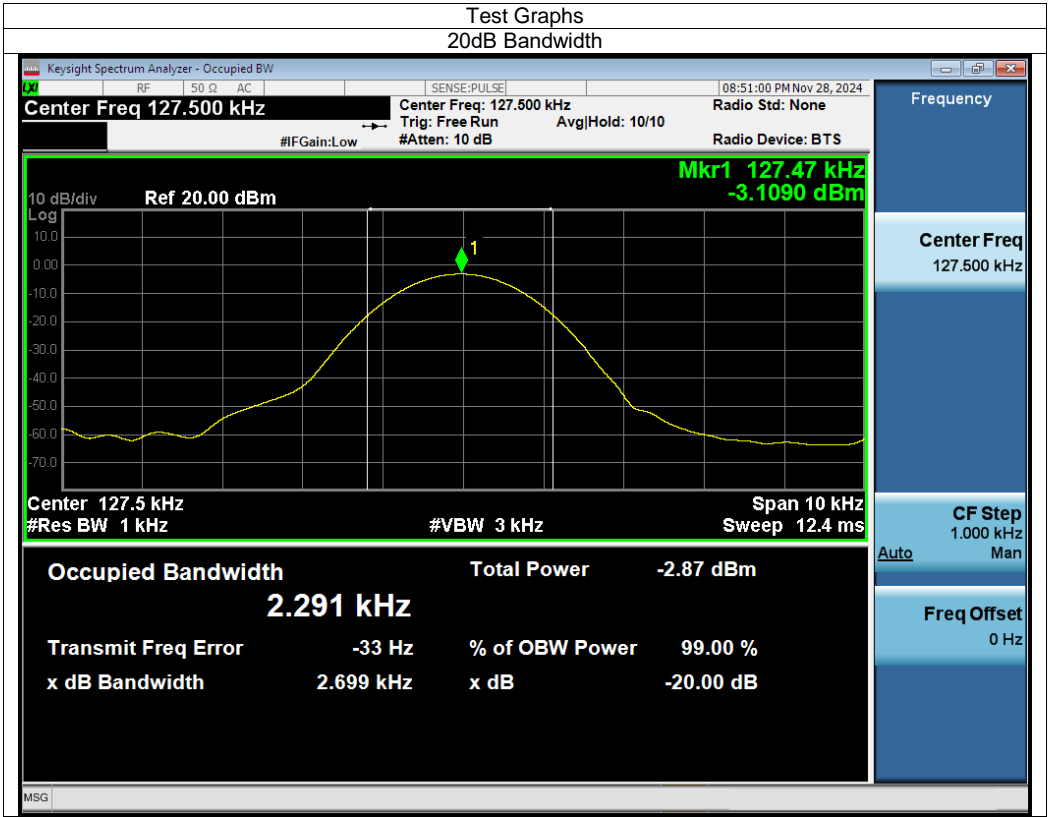 Test Graphs
20dB Bandwidth
Keysight Spectrum Analyzer - Occupied BW
LXI RF 50 Ω AC SENSE:PULSE 08:51:00 PM Nov 28, 2024
Center Freq 127.500 kHz Center Freq: 127.500 kHz Radio Std: None
Trig: Free Run Avg|Hold: 10/10
#IFGain:Low #Atten: 10 dB Radio Device: BTS
Frequency
Mkr1 127.47 kHz
-3.1090 dBm
10 dB/div Ref 20.00 dBm
Log
10.0
1
0.00
-10.0
-20.0
-30.0
-40.0
-50.0
-60.0
-70.0
Center 127.5 kHz Span 10 kHz
#Res BW 1 kHz #VBW 3 kHz Sweep 12.4 ms
Occupied Bandwidth Total Power -2.87 dBm
2.291 kHz
Transmit Freq Error -33 Hz % of OBW Power 99.00 %
x dB Bandwidth 2.699 kHz x dB -20.00 dB
Center Freq
127.500 kHz
CF Step
1.000 kHz
Auto Man
Freq Offset
0 Hz
MSG